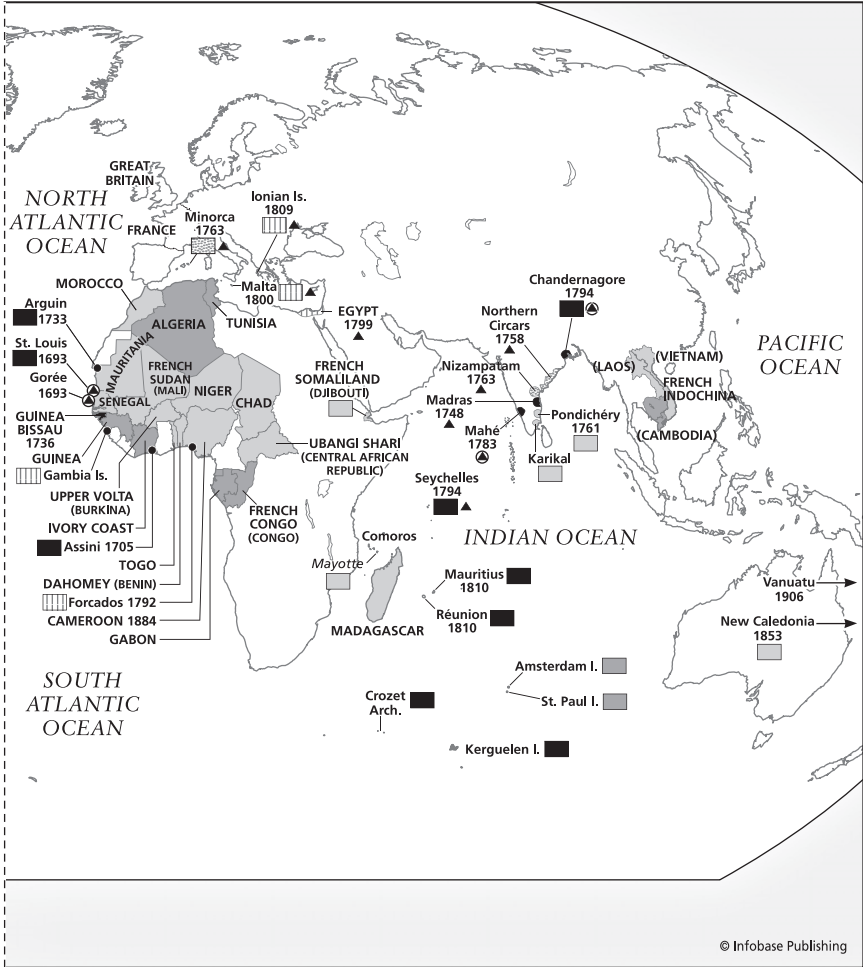 GREAT
BRITAIN
NORTH
ATLANTIC
OCEAN
FRANCE
Minorca
1763
Ionian Is.
1809
Malta
1800
MOROCCO
Arguin
1733
ALGERIA
TUNISIA
EGYPT
1799
St. Louis
1693
Gorée
1693
MAURITANIA
SENEGAL
FRENCH
SUDAN
(MALI)
NIGER
CHAD
FRENCH
SOMALILAND
(DJIBOUTI)
GUINEA
BISSAU
1736
GUINEA
Gambia Is.
UPPER VOLTA
(BURKINA)
IVORY COAST
Assini 1705
TOGO
DAHOMEY (BENIN)
Forcados 1792
CAMEROON 1884
GABON
UBANGI SHARI
(CENTRAL AFRICAN
REPUBLIC)
FRENCH
CONGO
(CONGO)
Chandernagore
1794
Northern
Circars
1758
Nizampatam
1763
Madras
1748
Mahé
1783
Pondichéry
1761
Karikal
(LAOS)
(VIETNAM)
FRENCH
INDOCHINA
(CAMBODIA)
PACIFIC
OCEAN
Seychelles
1794
INDIAN OCEAN
Comoros
Mayotte
MADAGASCAR
Mauritius
1810
Réunion
1810
Vanuatu
1906
New Caledonia
1853
SOUTH
ATLANTIC
OCEAN
Amsterdam I.
St. Paul I.
Crozet
Arch.
Kerguelen I.
© Infobase Publishing